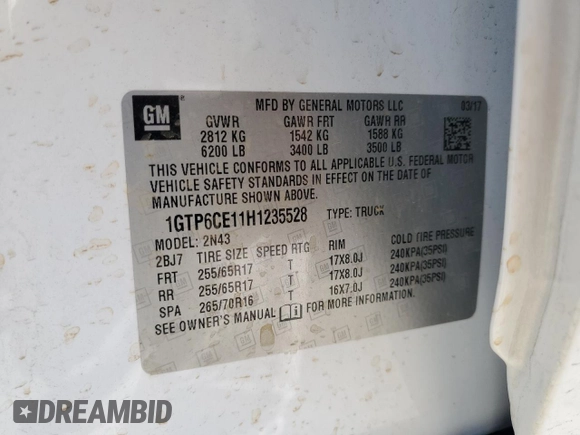 GM
MFD BY GENERAL MOTORS LLC 03/17
GVWR GAWR FRT GAWR RR
2812 KG 1542 KG 1588 KG
6200 LB 3400 LB 3500 LB
THIS VEHICLE CONFORMS TO ALL APPLICABLE U.S. FEDERAL MOTOR
VEHICLE SAFETY STANDARDS IN EFFECT ON THE DATE OF
MANUFACTURE SHOWN ABOVE.
1GTP6CE11H1235528 TYPE: TRUCK
MODEL: 2N43
2BJ7 TIRE SIZE SPEED RTG RIM COLD TIRE PRESSURE
FRT 255/65R17 T 17X8.0J 240KPA(35PSI)
RR 255/65R17 T 17X8.0J 240KPA(35PSI)
SPA 265/70R16 T 16X7.0J 240KPA(35PSI)
SEE OWNER'S MANUAL FOR MORE INFORMATION.
DREAMBID